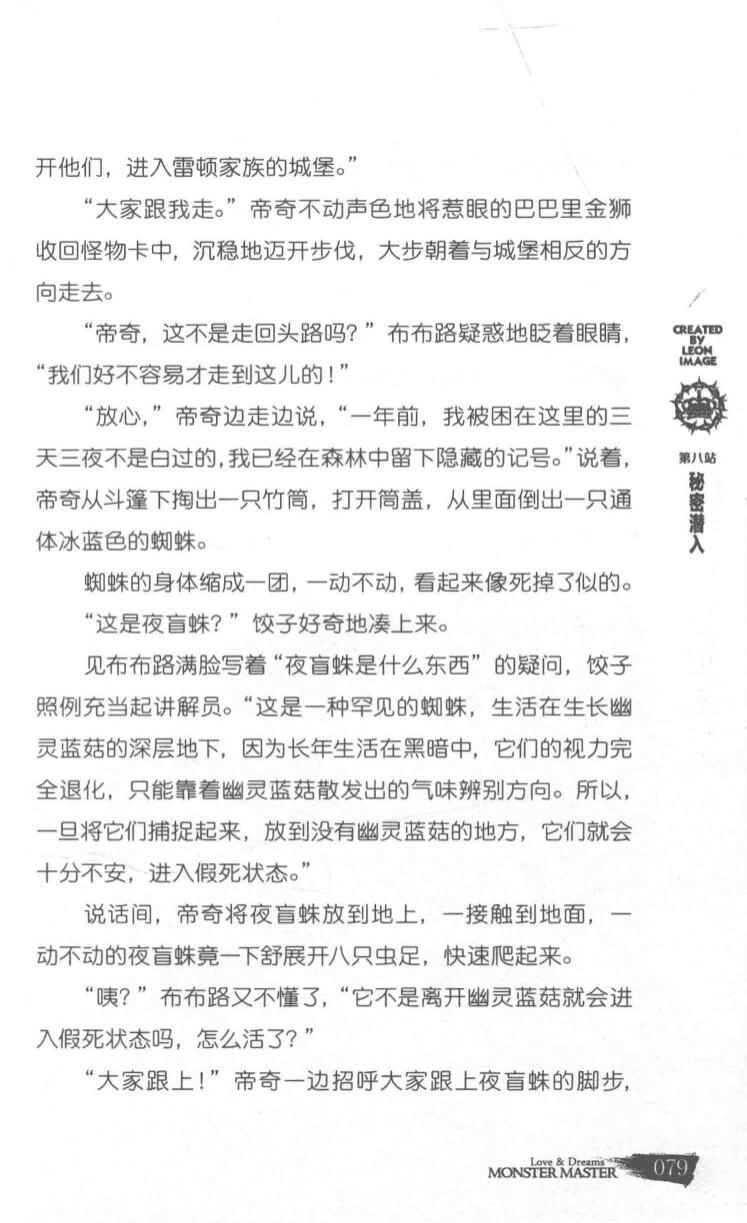 开他们，进入雷顿家族的城堡。”
“大家跟我走。”帝奇不动声色地将惹眼的巴巴里金狮
收回怪物卡中，沉稳地迈开步伐，大步朝着与城堡相反的方
向走去。
“帝奇，这不是走回头路吗？”布布路疑惑地眨着眼睛，
“我们好不容易才走到这儿的！”
“放心，”帝奇边走边说，“一年前，我被困在这里的三
天三夜不是白过的，我已经在森林中留下隐藏的记号。”说着，
帝奇从斗篷下掏出一只竹筒，打开筒盖，从里面倒出一只通
体冰蓝色的蜘蛛。
蜘蛛的身体缩成一团，一动不动，看起来像死掉了似的。
“这是夜盲蛛？”饺子好奇地凑上来。
见布布路满脸写着“夜盲蛛是什么东西”的疑问，饺子
照例充当起讲解员。“这是一种罕见的蜘蛛，生活在生长幽
灵蓝菇的深层地下，因为长年生活在黑暗中，它们的视力完
全退化，只能靠着幽灵蓝菇散发出的气味辨别方向。所以，
一旦将它们捕捉起来，放到没有幽灵蓝菇的地方，它们就会
十分不安，进入假死状态。”
说话间，帝奇将夜盲蛛放到地上，一接触到地面，一
动不动的夜盲蛛竟一下舒展开八只虫足，快速爬起来。
“咦？”布布路又不懂了，“它不是离开幽灵蓝菇就会进
入假死状态吗，怎么活了？”
“大家跟上！”帝奇一边招呼大家跟上夜盲蛛的脚步，
CREATED
BY
LEON
IMAGE
第八站
秘密潜入
Love & Dreams
MONSTER MASTER
079